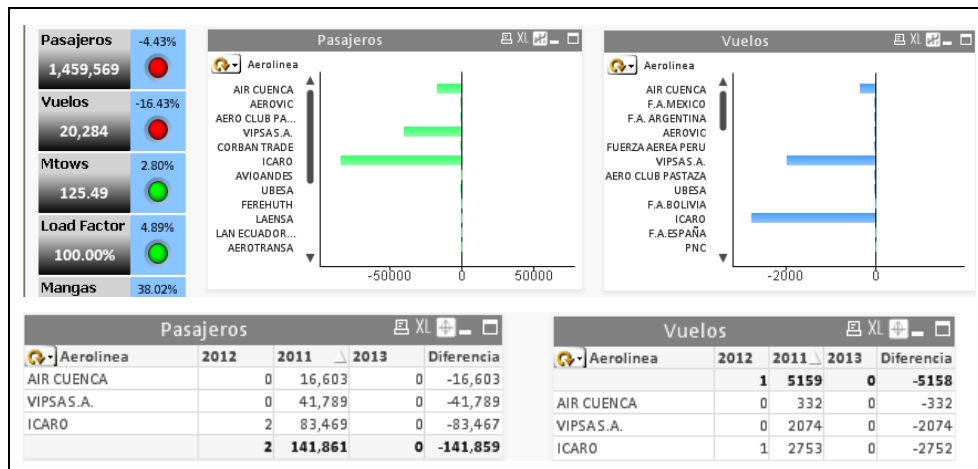 Pasajeros -4.43%
1,459,569
Vuelos -16.43%
20,284
Mtows 2.80%
125.49
Load Factor 4.89%
100.00%
Mangas 38.02%
Pasajeros XL
Aerolinea
AIR CUENCA
AEROVIC
AERO CLUB PA...
VIPSA S.A.
CORBAN TRADE
ICARO
AVIOANDES
UBESA
FEREHUTH
LAENSA
LAN ECUADOR...
AEROTRANSA
-50000 0 50000
Vuelos XL
Aerolinea
AIR CUENCA
F.A.MEXICO
F.A. ARGENTINA
AEROVIC
FUERZA AEREA PERU
VIPSA S.A.
AERO CLUB PASTAZA
UBESA
F.A.BOLIVIA
ICARO
F.A.ESPAÑA
PNC
-2000 0
Pasajeros XL
Aerolinea 2012 2011 2013 Diferencia
AIR CUENCA 0 16,603 0 -16,603
VIPSA S.A. 0 41,789 0 -41,789
ICARO 2 83,469 0 -83,467
2 141,861 0 -141,859
Vuelos XL
Aerolinea 2012 2011 2013 Diferencia
1 5159 0 -5158
AIR CUENCA 0 332 0 -332
VIPSA S.A. 0 2074 0 -2074
ICARO 1 2753 0 -2752